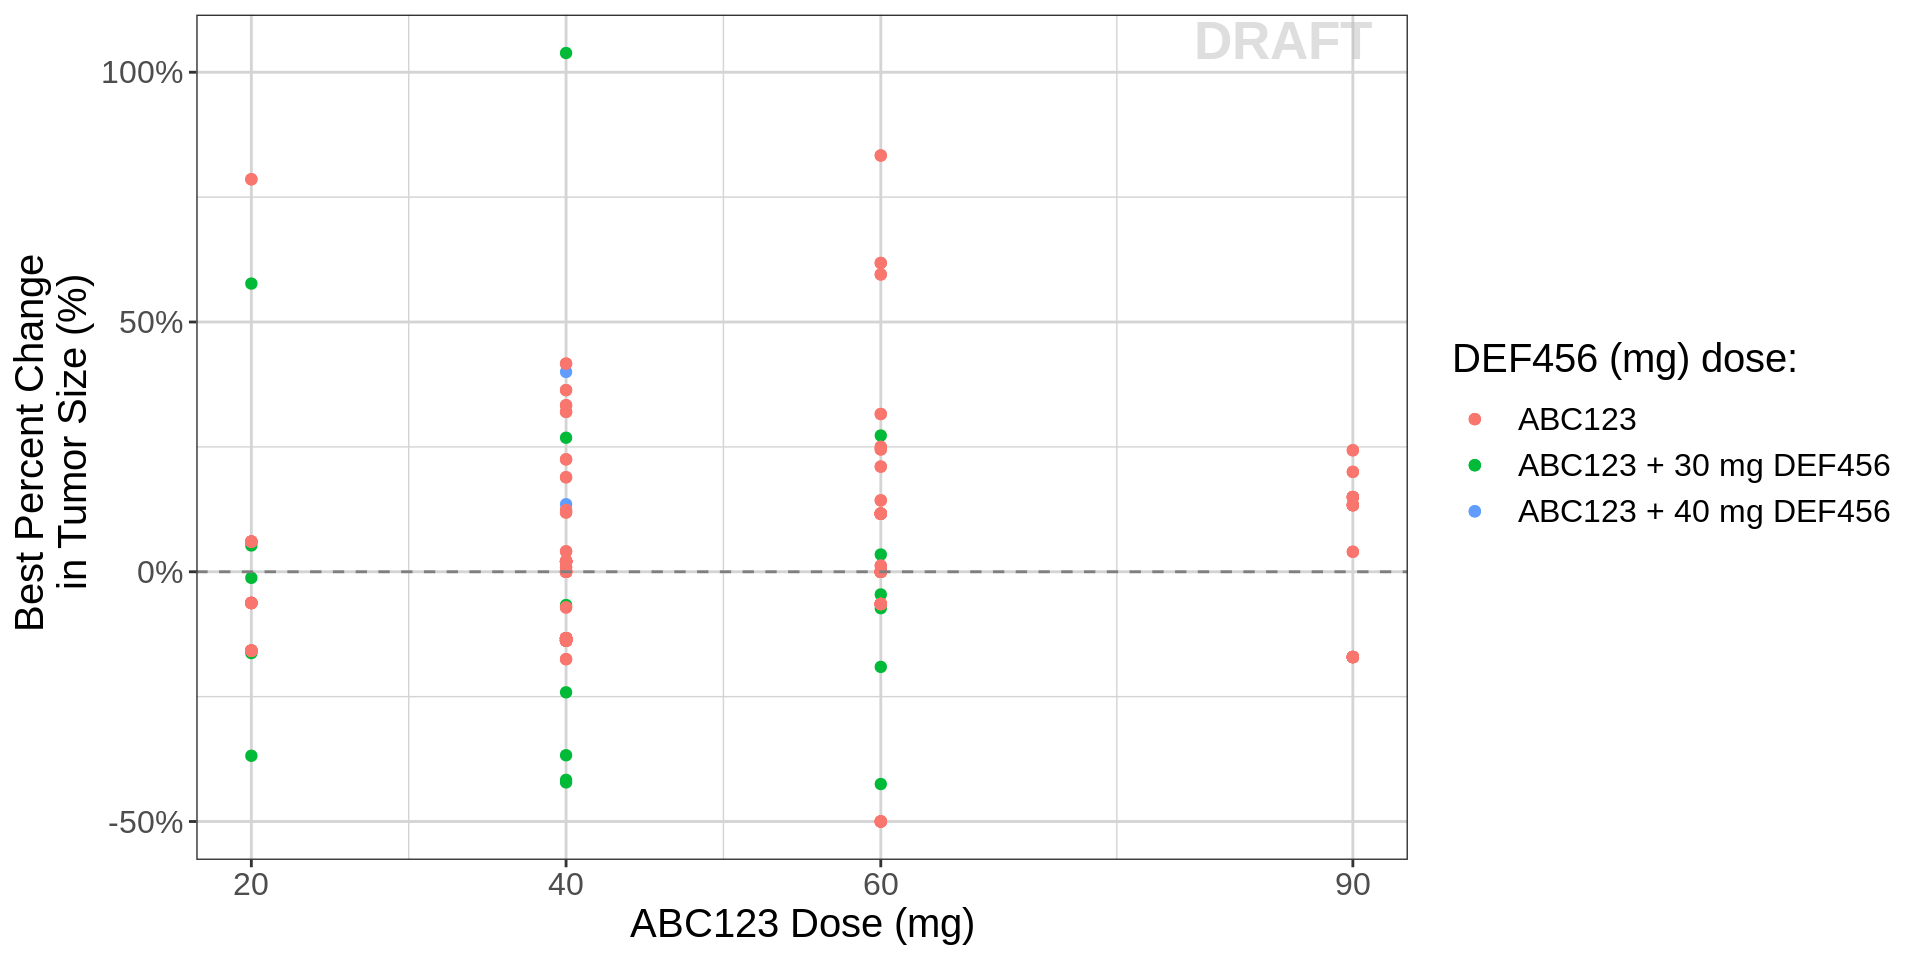 DRAFT
100%
50%
0%
-50%
Best Percent Change
in Tumor Size (%)
20 40 60 90
ABC123 Dose (mg)
DEF456 (mg) dose:
ABC123
ABC123 + 30 mg DEF456
ABC123 + 40 mg DEF456